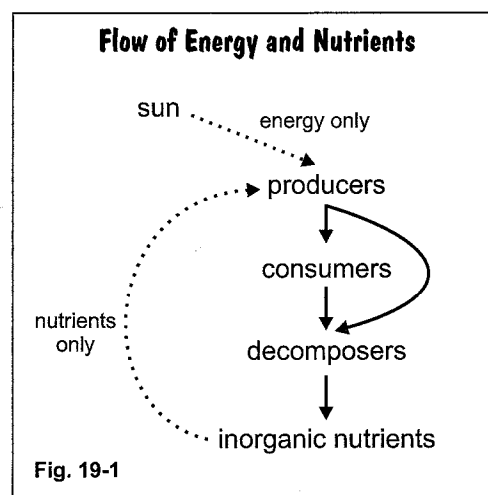 Flow of Energy and Nutrients
sun
energy only
producers
consumers
nutrients
only
decomposers
inorganic nutrients
Fig. 19-1